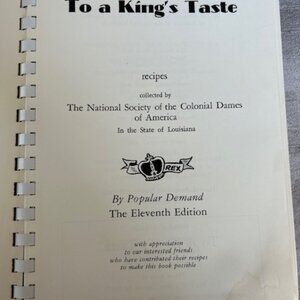 To a King's Taste
recipes
collected by
The National Society of the Colonial Dames
of America
In the State of Louisiana
REX
By Popular Demand
The Eleventh Edition
with appreciation
to our interested friends
who have contributed their recipes
to make this book possible